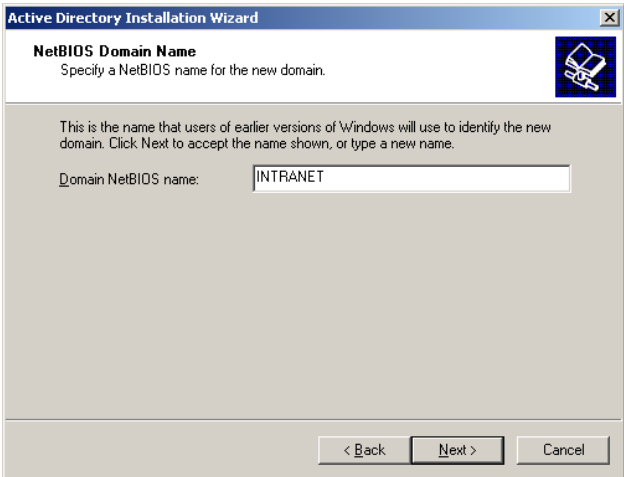 Active Directory Installation Wizard
NetBIOS Domain Name
Specify a NetBIOS name for the new domain.
This is the name that users of earlier versions of Windows will use to identify the new
domain. Click Next to accept the name shown, or type a new name.
Domain NetBIOS name: INTRANET
< Back Next > Cancel